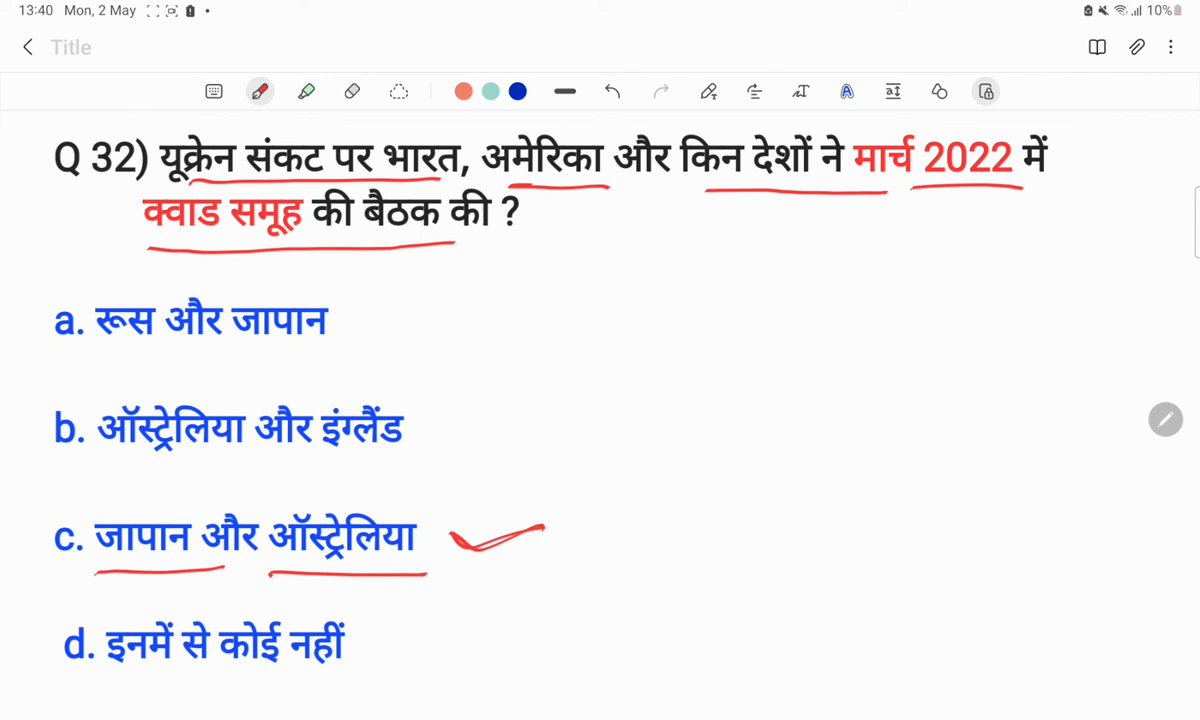 13:40 Mon, 2 May 10%
Title
Q 32) यूक्रेन संकट पर भारत, अमेरिका और किन देशों ने मार्च 2022 में
क्वाड समूह की बैठक की ?
a. रूस और जापान
b. ऑस्ट्रेलिया और इंग्लैंड
c. जापान और ऑस्ट्रेलिया
d. इनमें से कोई नहीं